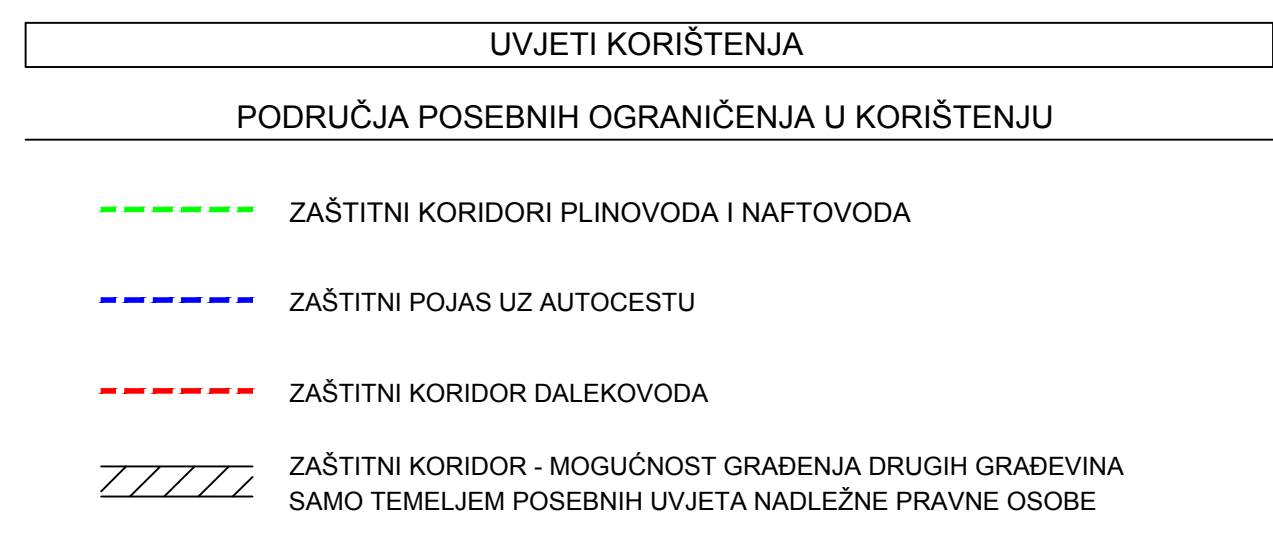 UVJETI KORIŠTENJA
PODRUČJA POSEBNIH OGRANIČENJA U KORIŠTENJU
ZAŠTITNI KORIDORI PLINOVODA I NAFTOVODA
ZAŠTITNI POJAS UZ AUTOCESTU
ZAŠTITNI KORIDOR DALEKOVODA
ZAŠTITNI KORIDOR - MOGUĆNOST GRAĐENJA DRUGIH GRAĐEVINA
SAMO TEMELJEM POSEBNIH UVJETA NADLEŽNE PRAVNE OSOBE